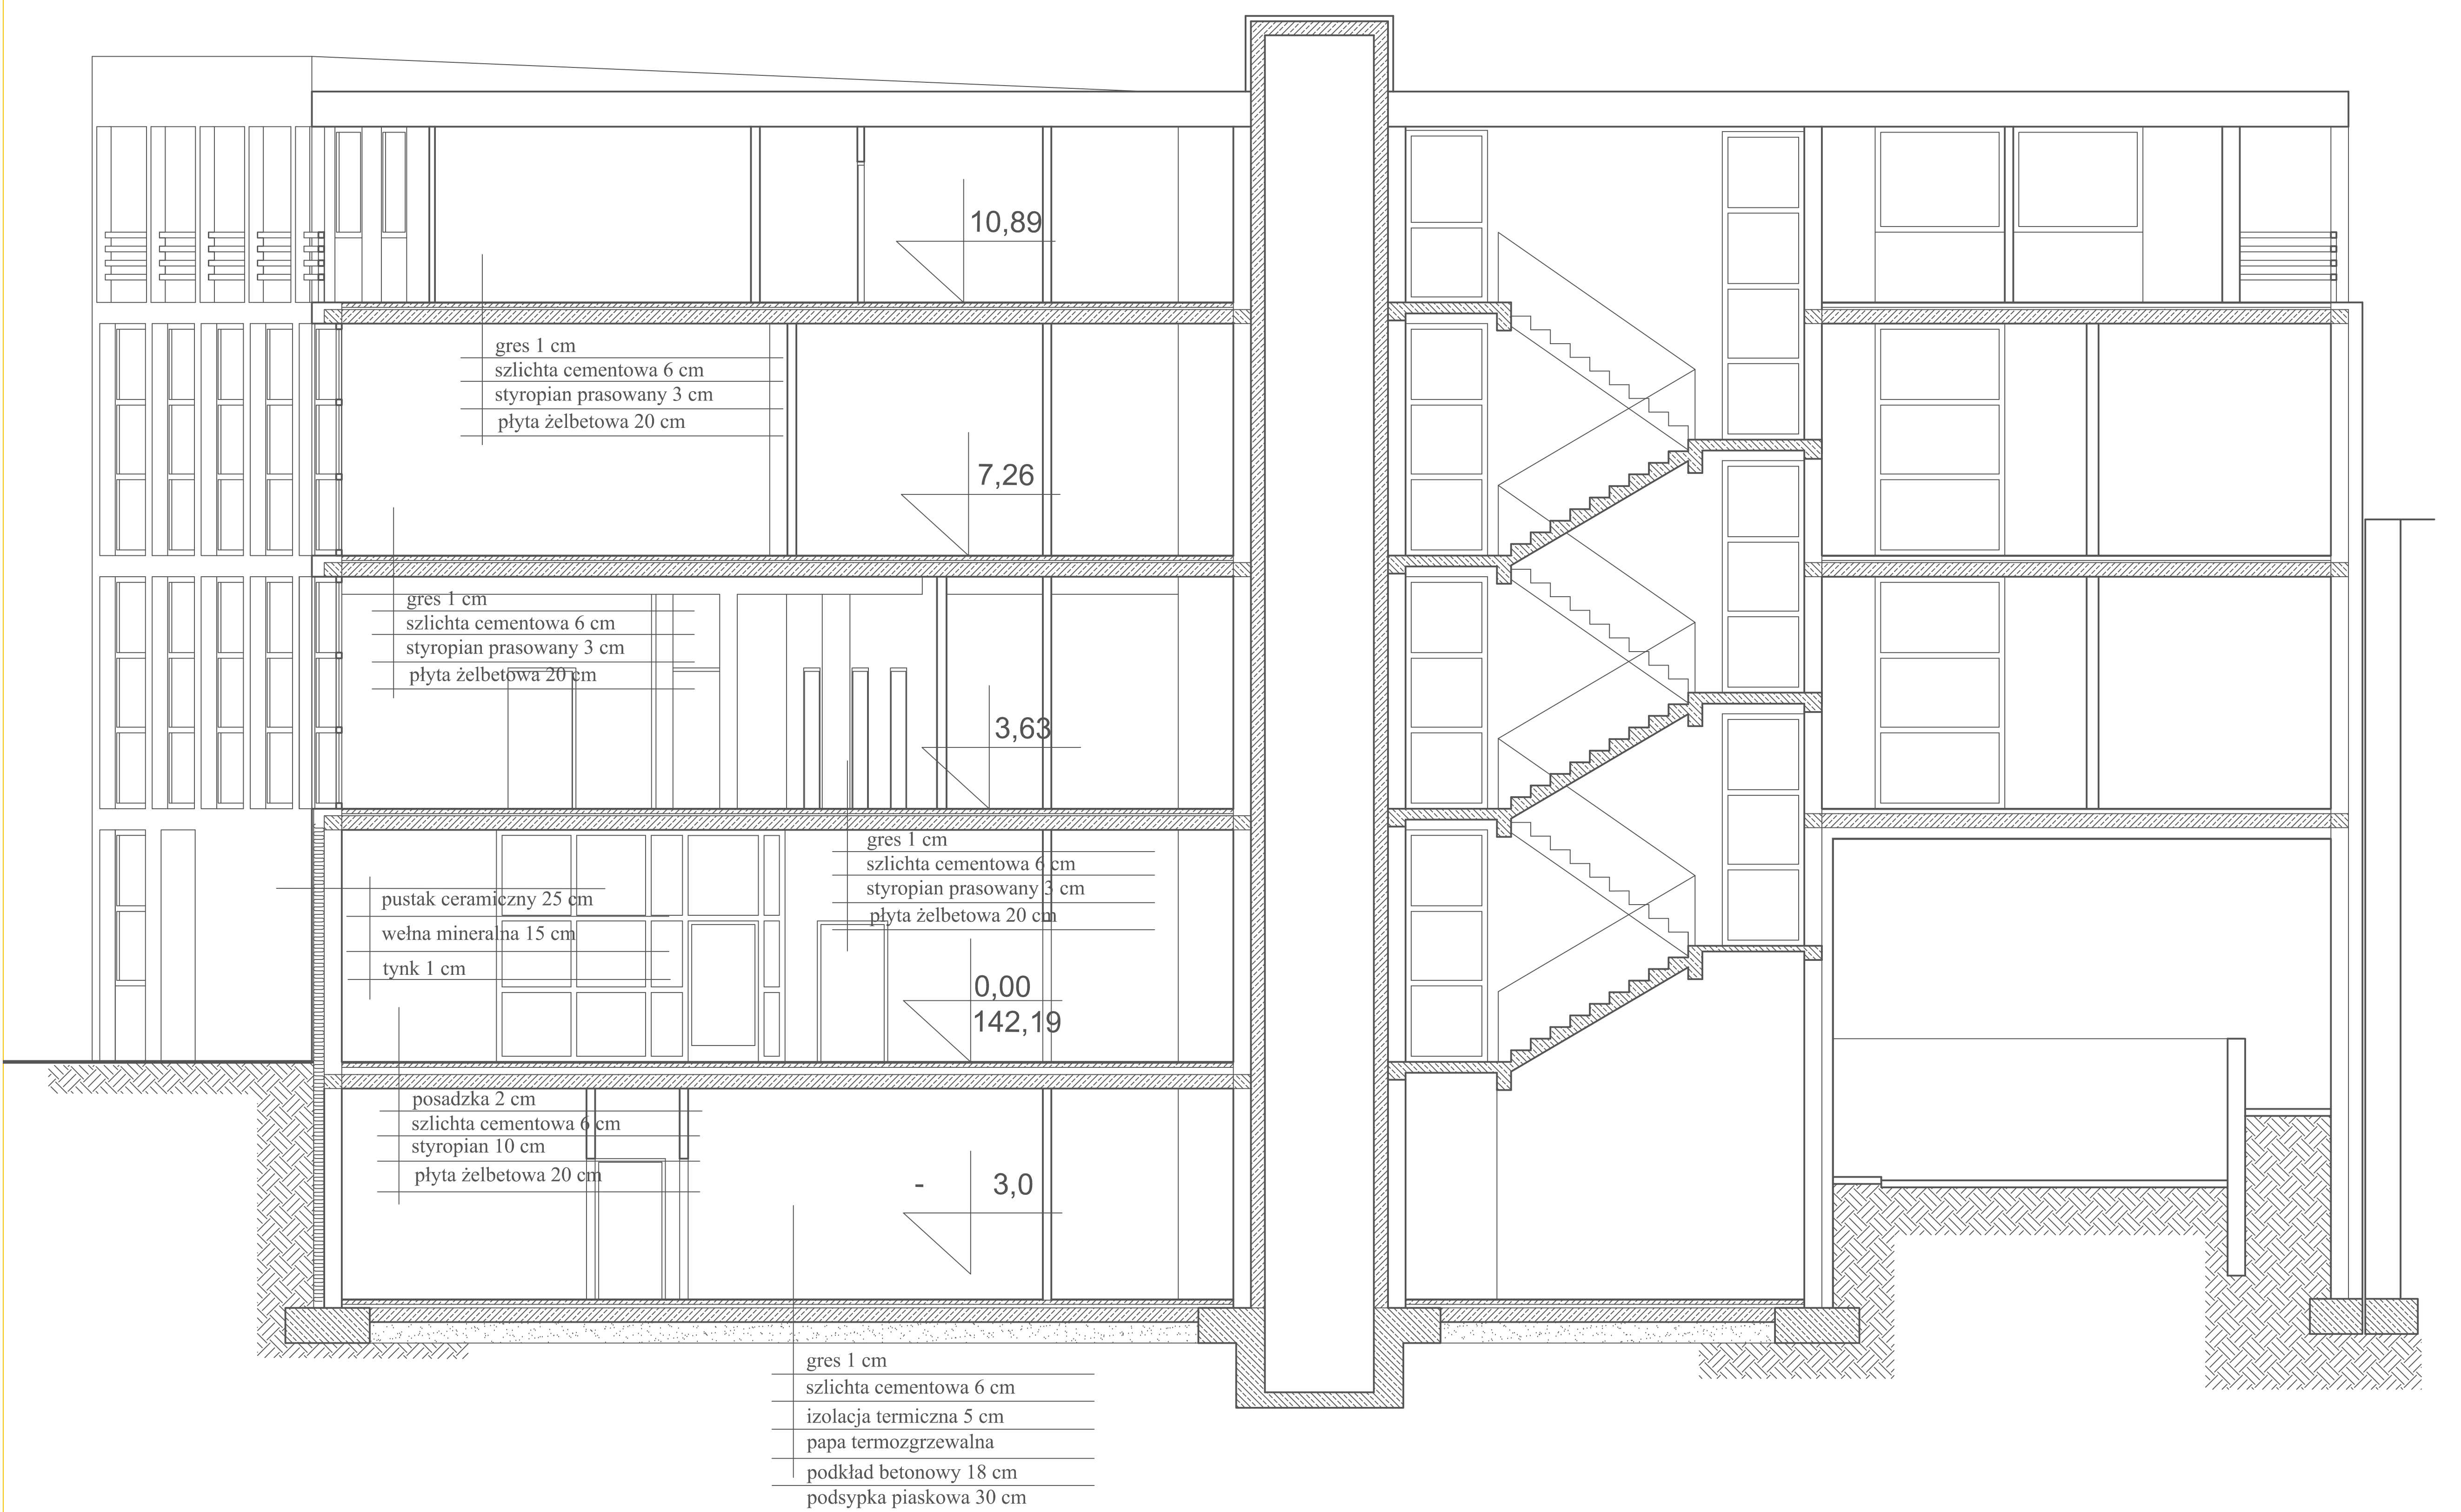 10,89
gres 1 cm
szlichta cementowa 6 cm
styropian prasowany 3 cm
płyta żelbetowa 20 cm
7,26
gres 1 cm
szlichta cementowa 6 cm
styropian prasowany 3 cm
płyta żelbetowa 20 cm
3,63
gres 1 cm
szlichta cementowa 6 cm
styropian prasowany 3 cm
płyta żelbetowa 20 cm
pustak ceramiczny 25 cm
wełna mineralna 15 cm
tynk 1 cm
0,00
142,19
posadzka 2 cm
szlichta cementowa 6 cm
styropian 10 cm
płyta żelbetowa 20 cm
- 3,0
gres 1 cm
szlichta cementowa 6 cm
izolacja termiczna 5 cm
papa termozgrzewalna
podkład betonowy 18 cm
podsypka piaskowa 30 cm